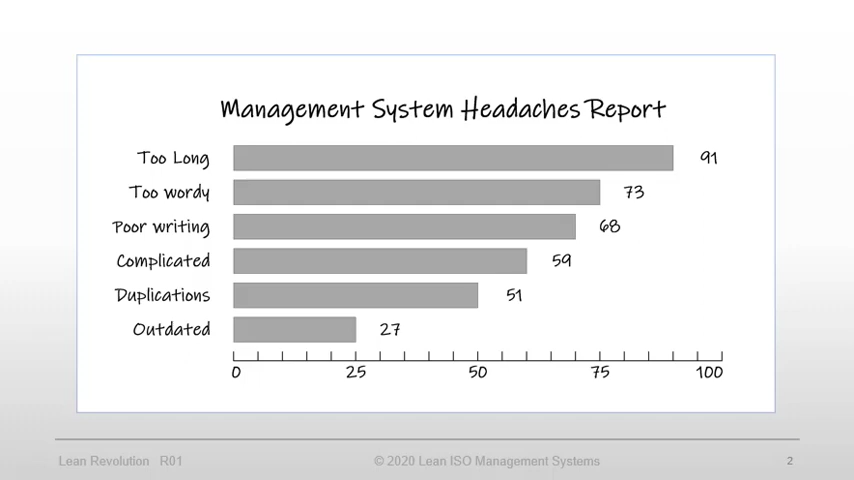 Management System Headaches Report
Too Long 91
Too wordy 73
Poor writing 68
Complicated 59
Duplications 51
Outdated 27
0 25 50 75 100
Lean Revolution R01 © 2020 Lean ISO Management Systems 2